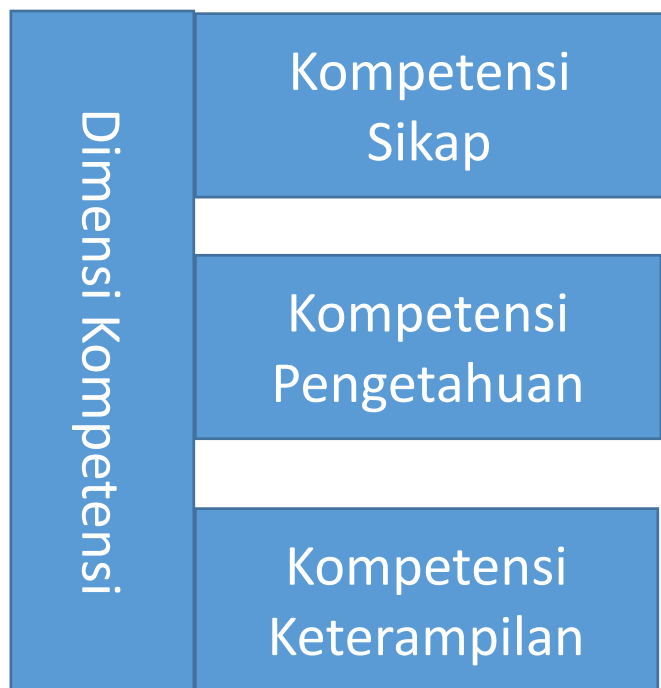 Dimensi Kompetensi
Kompetensi
Sikap
Kompetensi
Pengetahuan
Kompetensi
Keterampilan